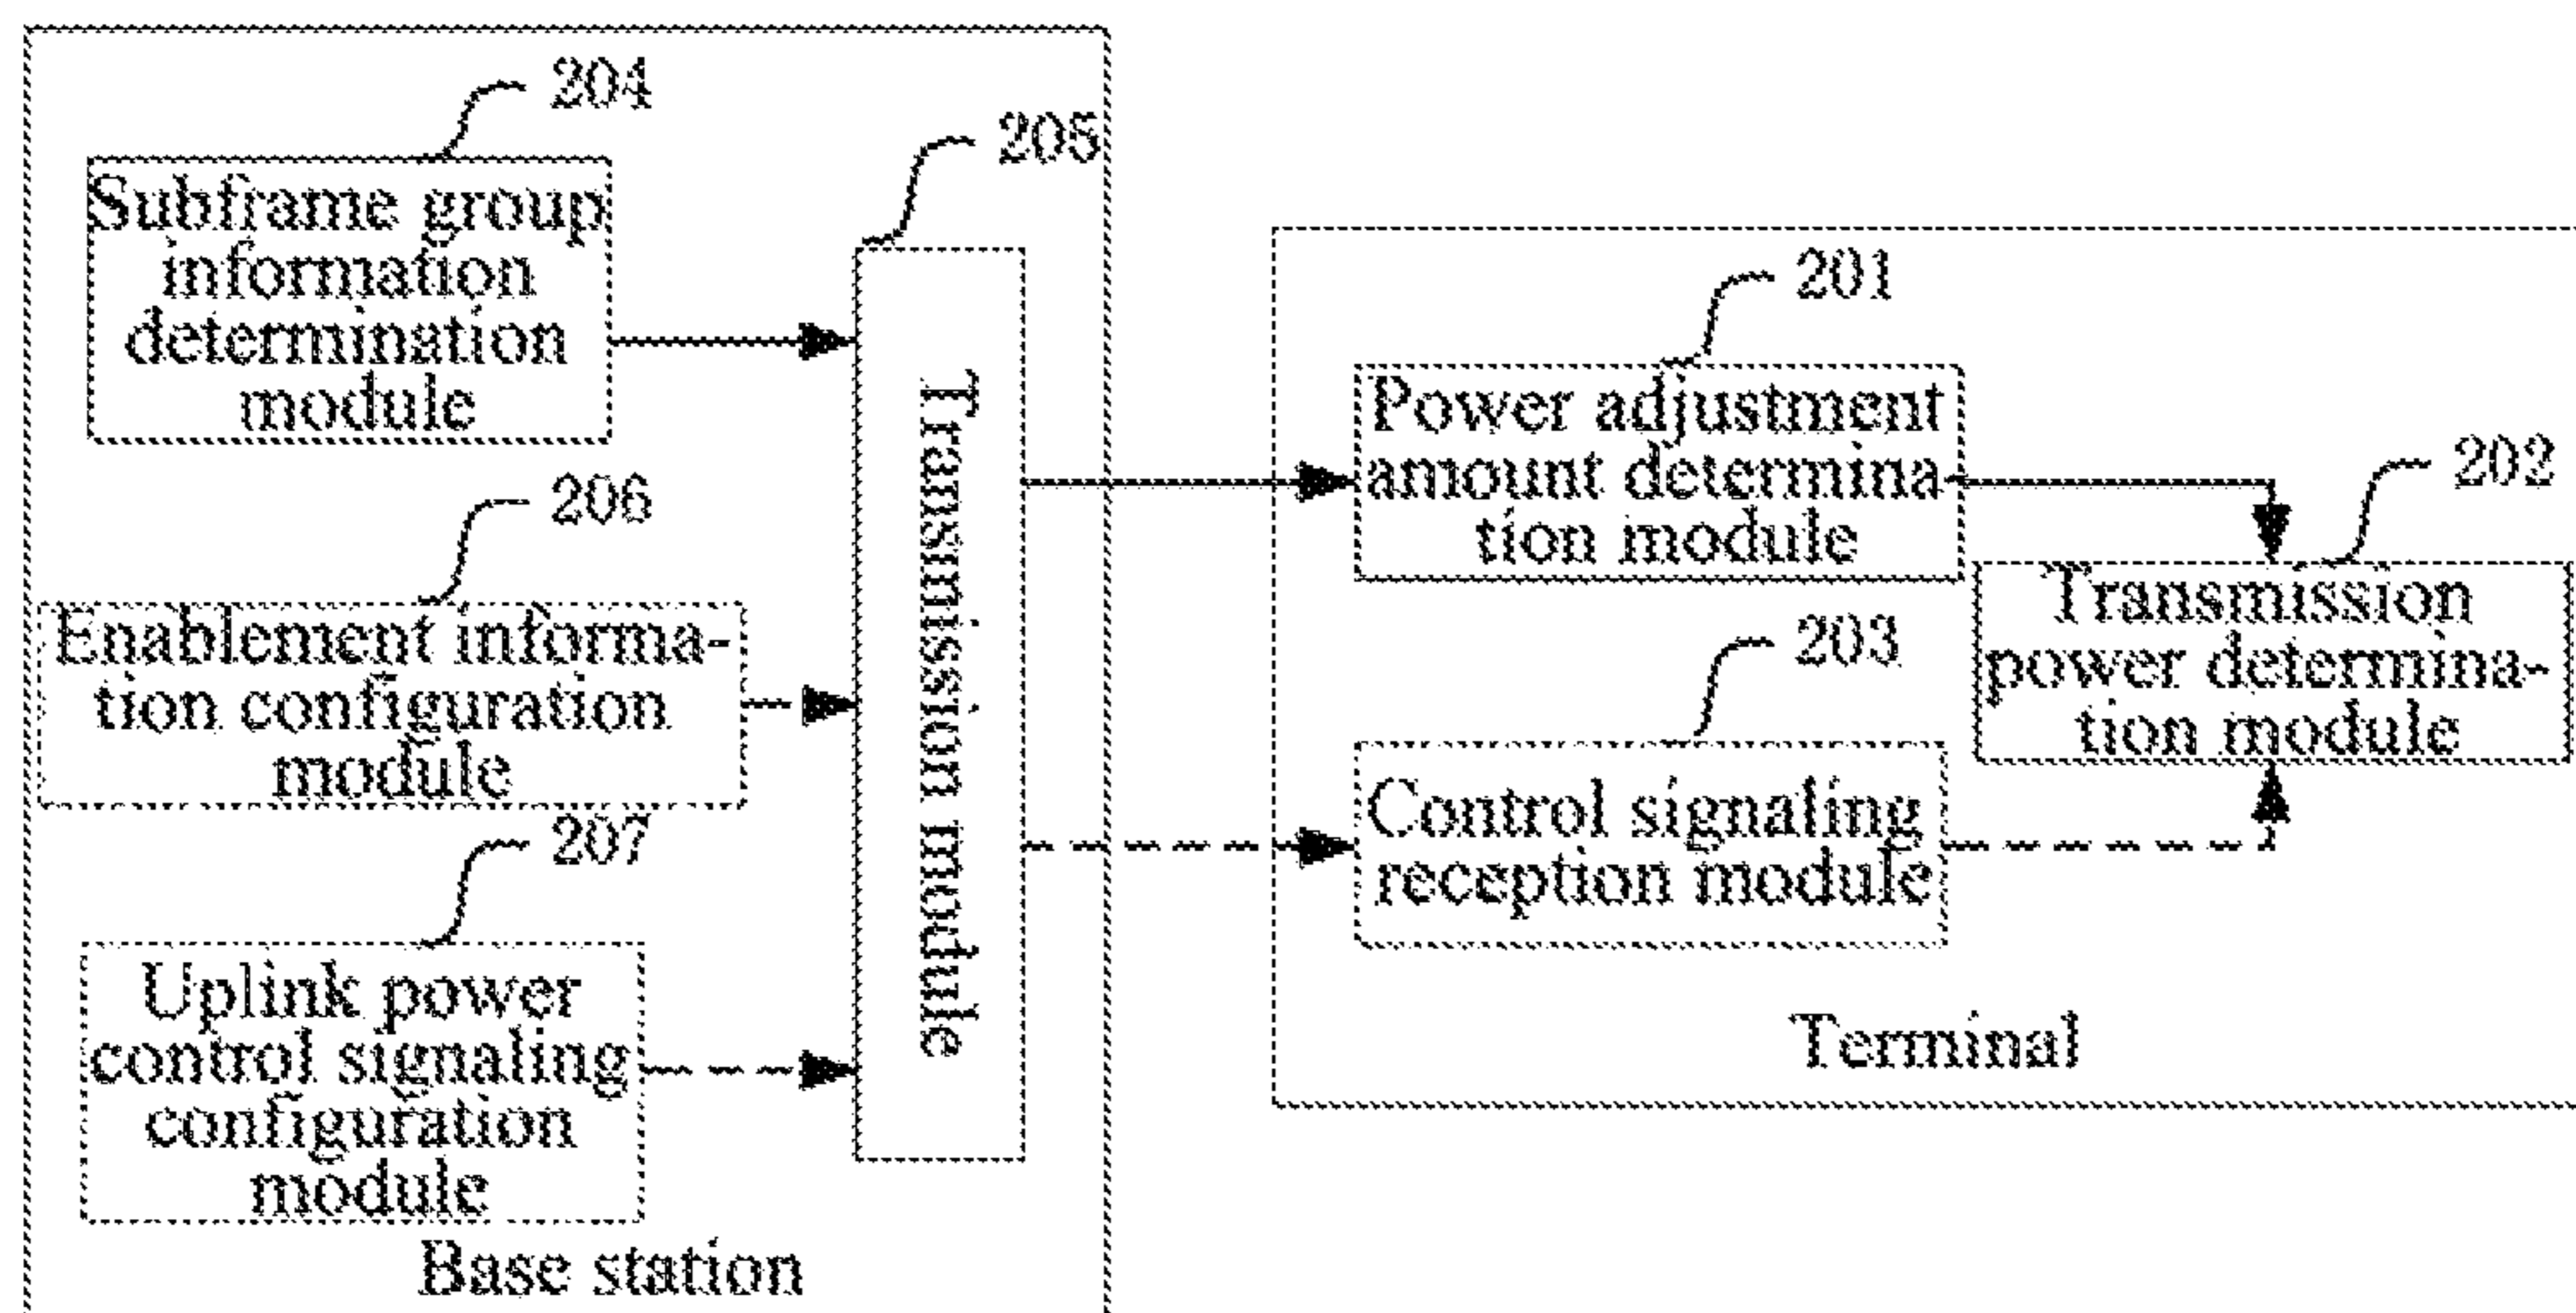 204
Subframe group
information
determination
module
205
Transmission module
206
Enablement informa-
tion configuration
module
207
Uplink power
control signaling
configuration
module
Base station
201
Power adjustment
amount determina-
tion module
202
Transmission
power determina-
tion module
203
Control signaling
reception module
Terminal